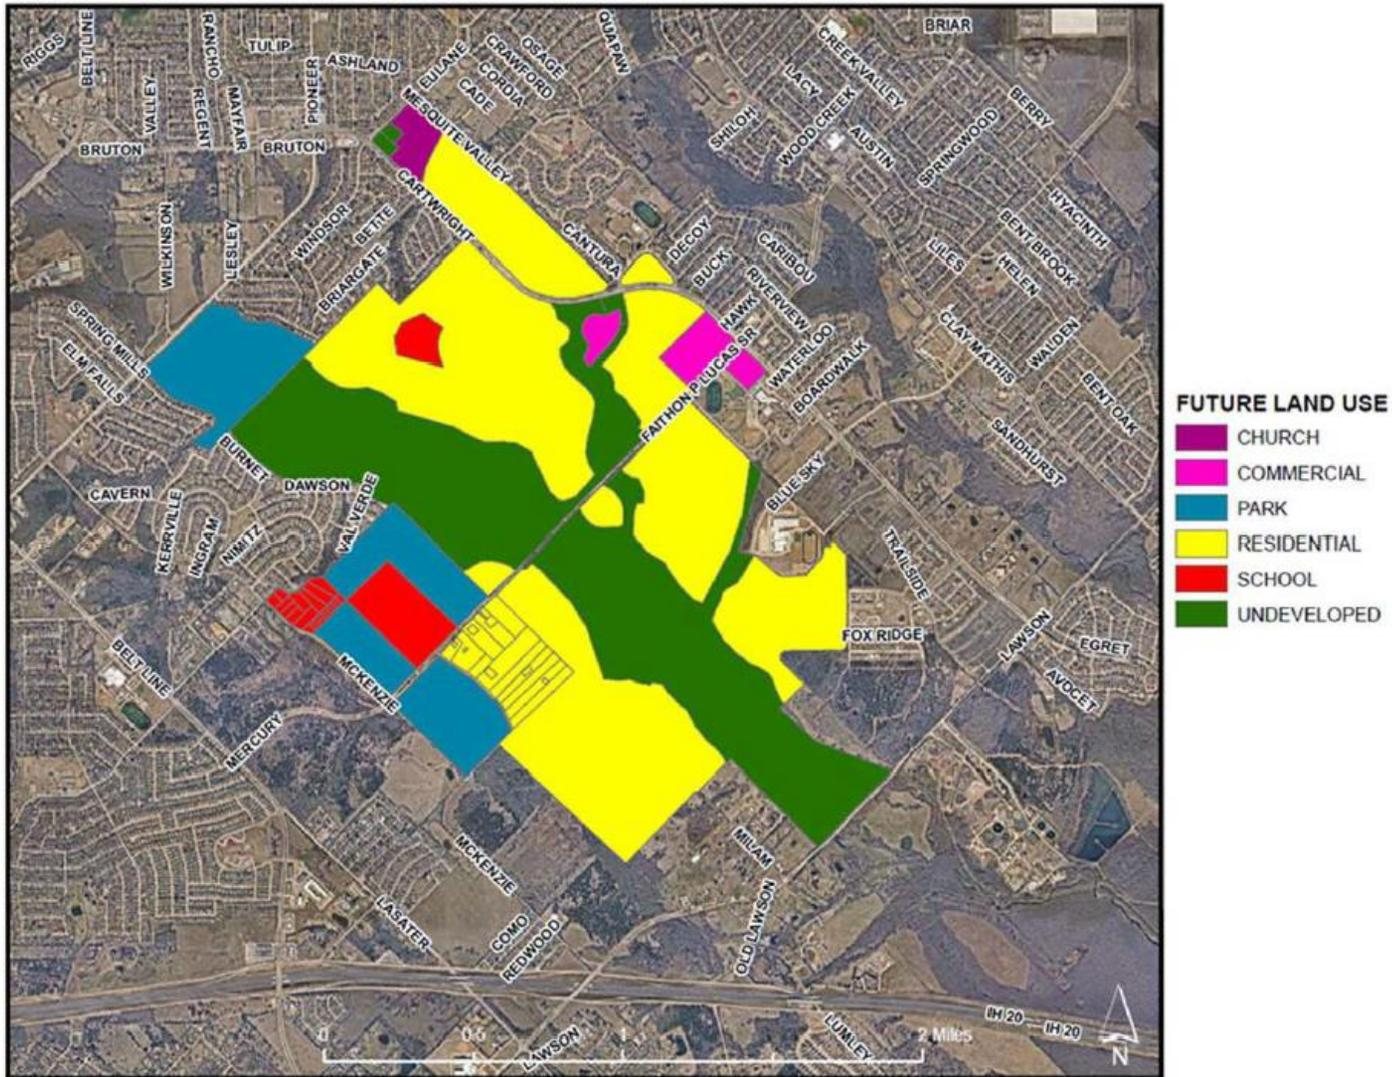 RIGGS
BELT LINE
RANCHO
TULIP
ASHLAND
EULANE
CRAWFORD
OSAGE
QUAPAW
BRIAR
CREEK VALLEY
VALLEY
REGENT
MAYFAIR
PIONEER
CORDIA
CADE
LACY
BERRY
MESQUITE VALLEY
SHILOH
WOOD CREEK
AUSTIN
SPRINGWOOD
BRUTON
BRUTON
HYACINTH
CARTWRIGHT
WILKINSON
LESLEY
WINDSOR
BETTE
BRIARGATE
CANTURA
DECOY
BUCK
CARIBOU
RIVERVIEW
HAWK
LILES
HELEN
BENT BROOK
SPRING MILLS
ELM FALLS
FAITHON P LUCAS SR
WATERLOO
BOARDWALK
CLAY MATHIS
WALDEN
BENT OAK
FUTURE LAND USE
CHURCH
COMMERCIAL
PARK
RESIDENTIAL
SCHOOL
UNDEVELOPED
BURNET
SANDHURST
CAVERN
DAWSON
VAL VERDE
BLUE SKY
KERRVILLE
INGRAM
NIMITZ
TRAILSIDE
FOX RIDGE
LAWSON
EGRET
AVOCET
BELT LINE
MCKENZIE
MERCURY
MCKENZIE
MILAM
LASATER
COMO
REDWOOD
OLD LAWSON
IH 20
IH 20
0 0.5 1 2 Miles
LAWSON
LUMLEY
N